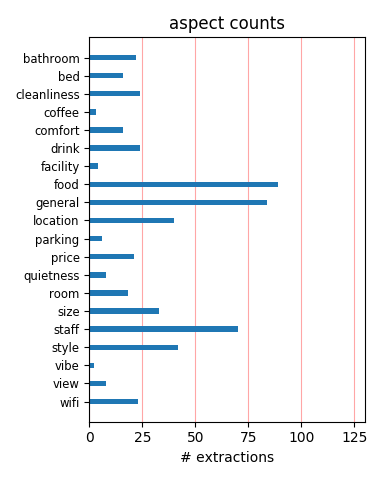 aspect counts
bathroom
bed
cleanliness
coffee
comfort
drink
facility
food
general
location
parking
price
quietness
room
size
staff
style
vibe
view
wifi
0 25 50 75 100 125
# extractions